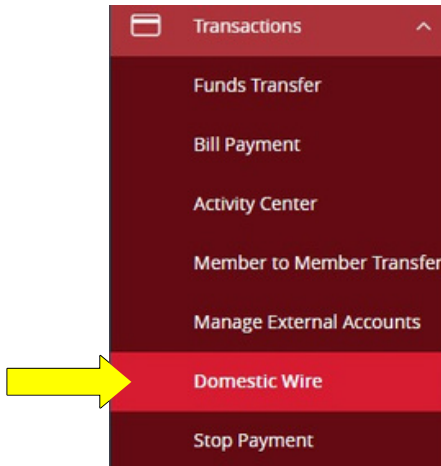 Transactions
Funds Transfer
Bill Payment
Activity Center
Member to Member Transfer
Manage External Accounts
Domestic Wire
Stop Payment